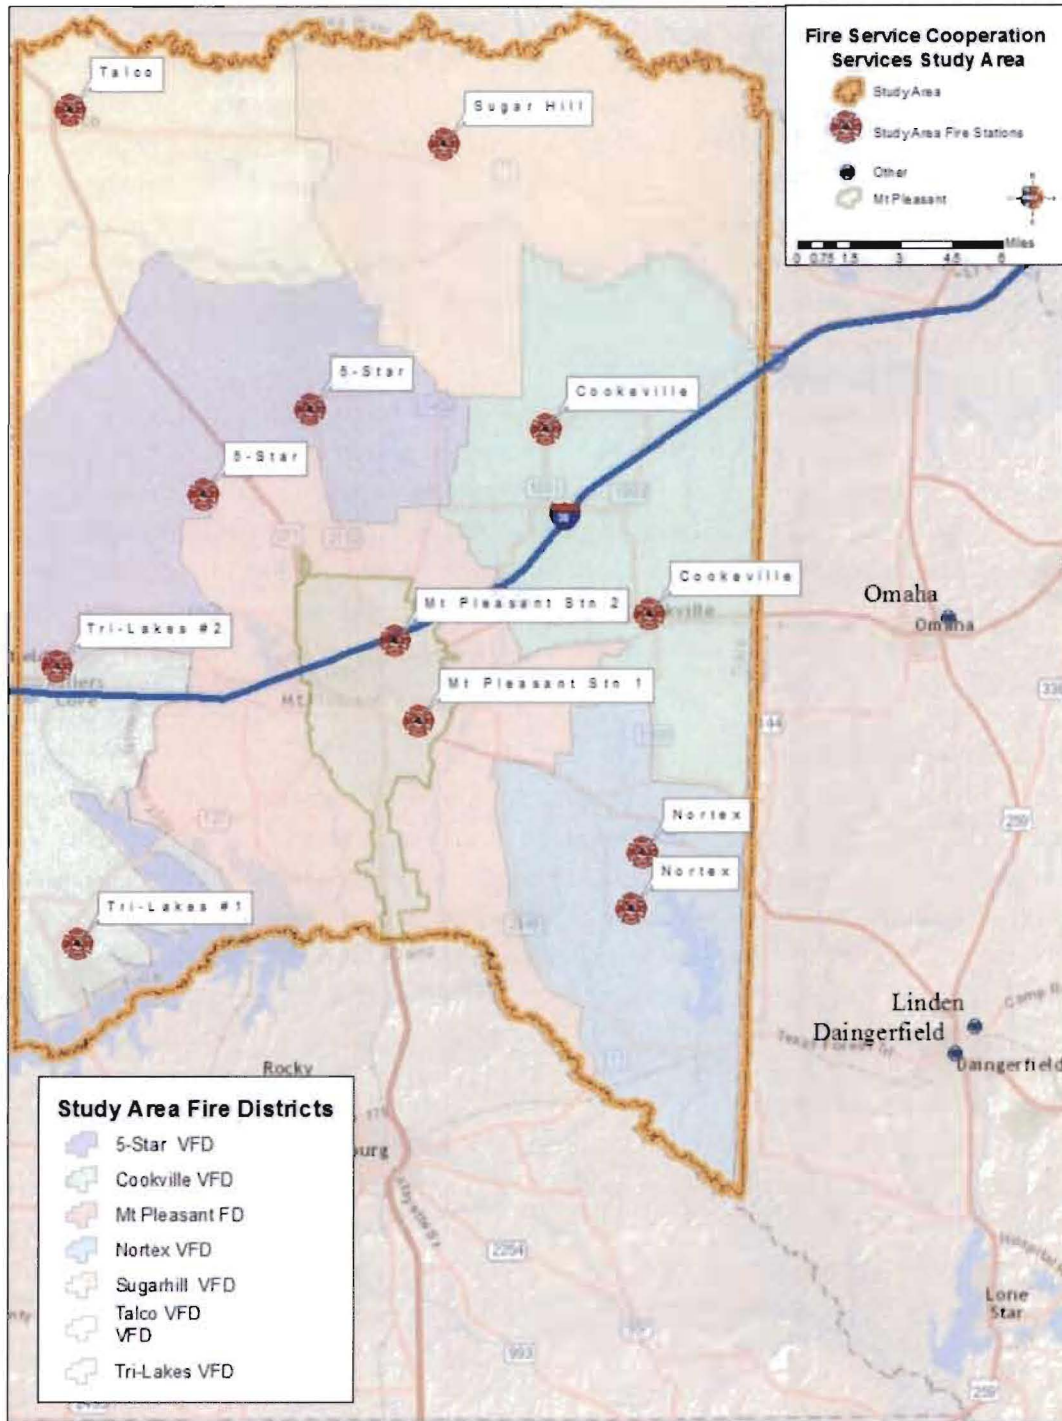 Fire Service Cooperation
Services Study Area
Study Area
Study Area Fire Stations
Other
Mt Pleasant
Miles
0 0.75 1.5 3 4.5 6
Talco
Sugar Hill
5-Star
Cookeville
5-Star
Cookeville
Mt Pleasant Stn 2
Omaha
Omaha
Tri-Lakes #2
Mt Pleasant Stn 1
Nortex
259
Nortex
Tri-Lakes #1
Linden
Daingerfield
Daingerfield
Rocky
Study Area Fire Districts
5-Star VFD
Cookville VFD
Mt Pleasant FD
Nortex VFD
Sugarhill VFD
Talco VFD
VFD
Tri-Lakes VFD
2254
Lone
Star
993
259